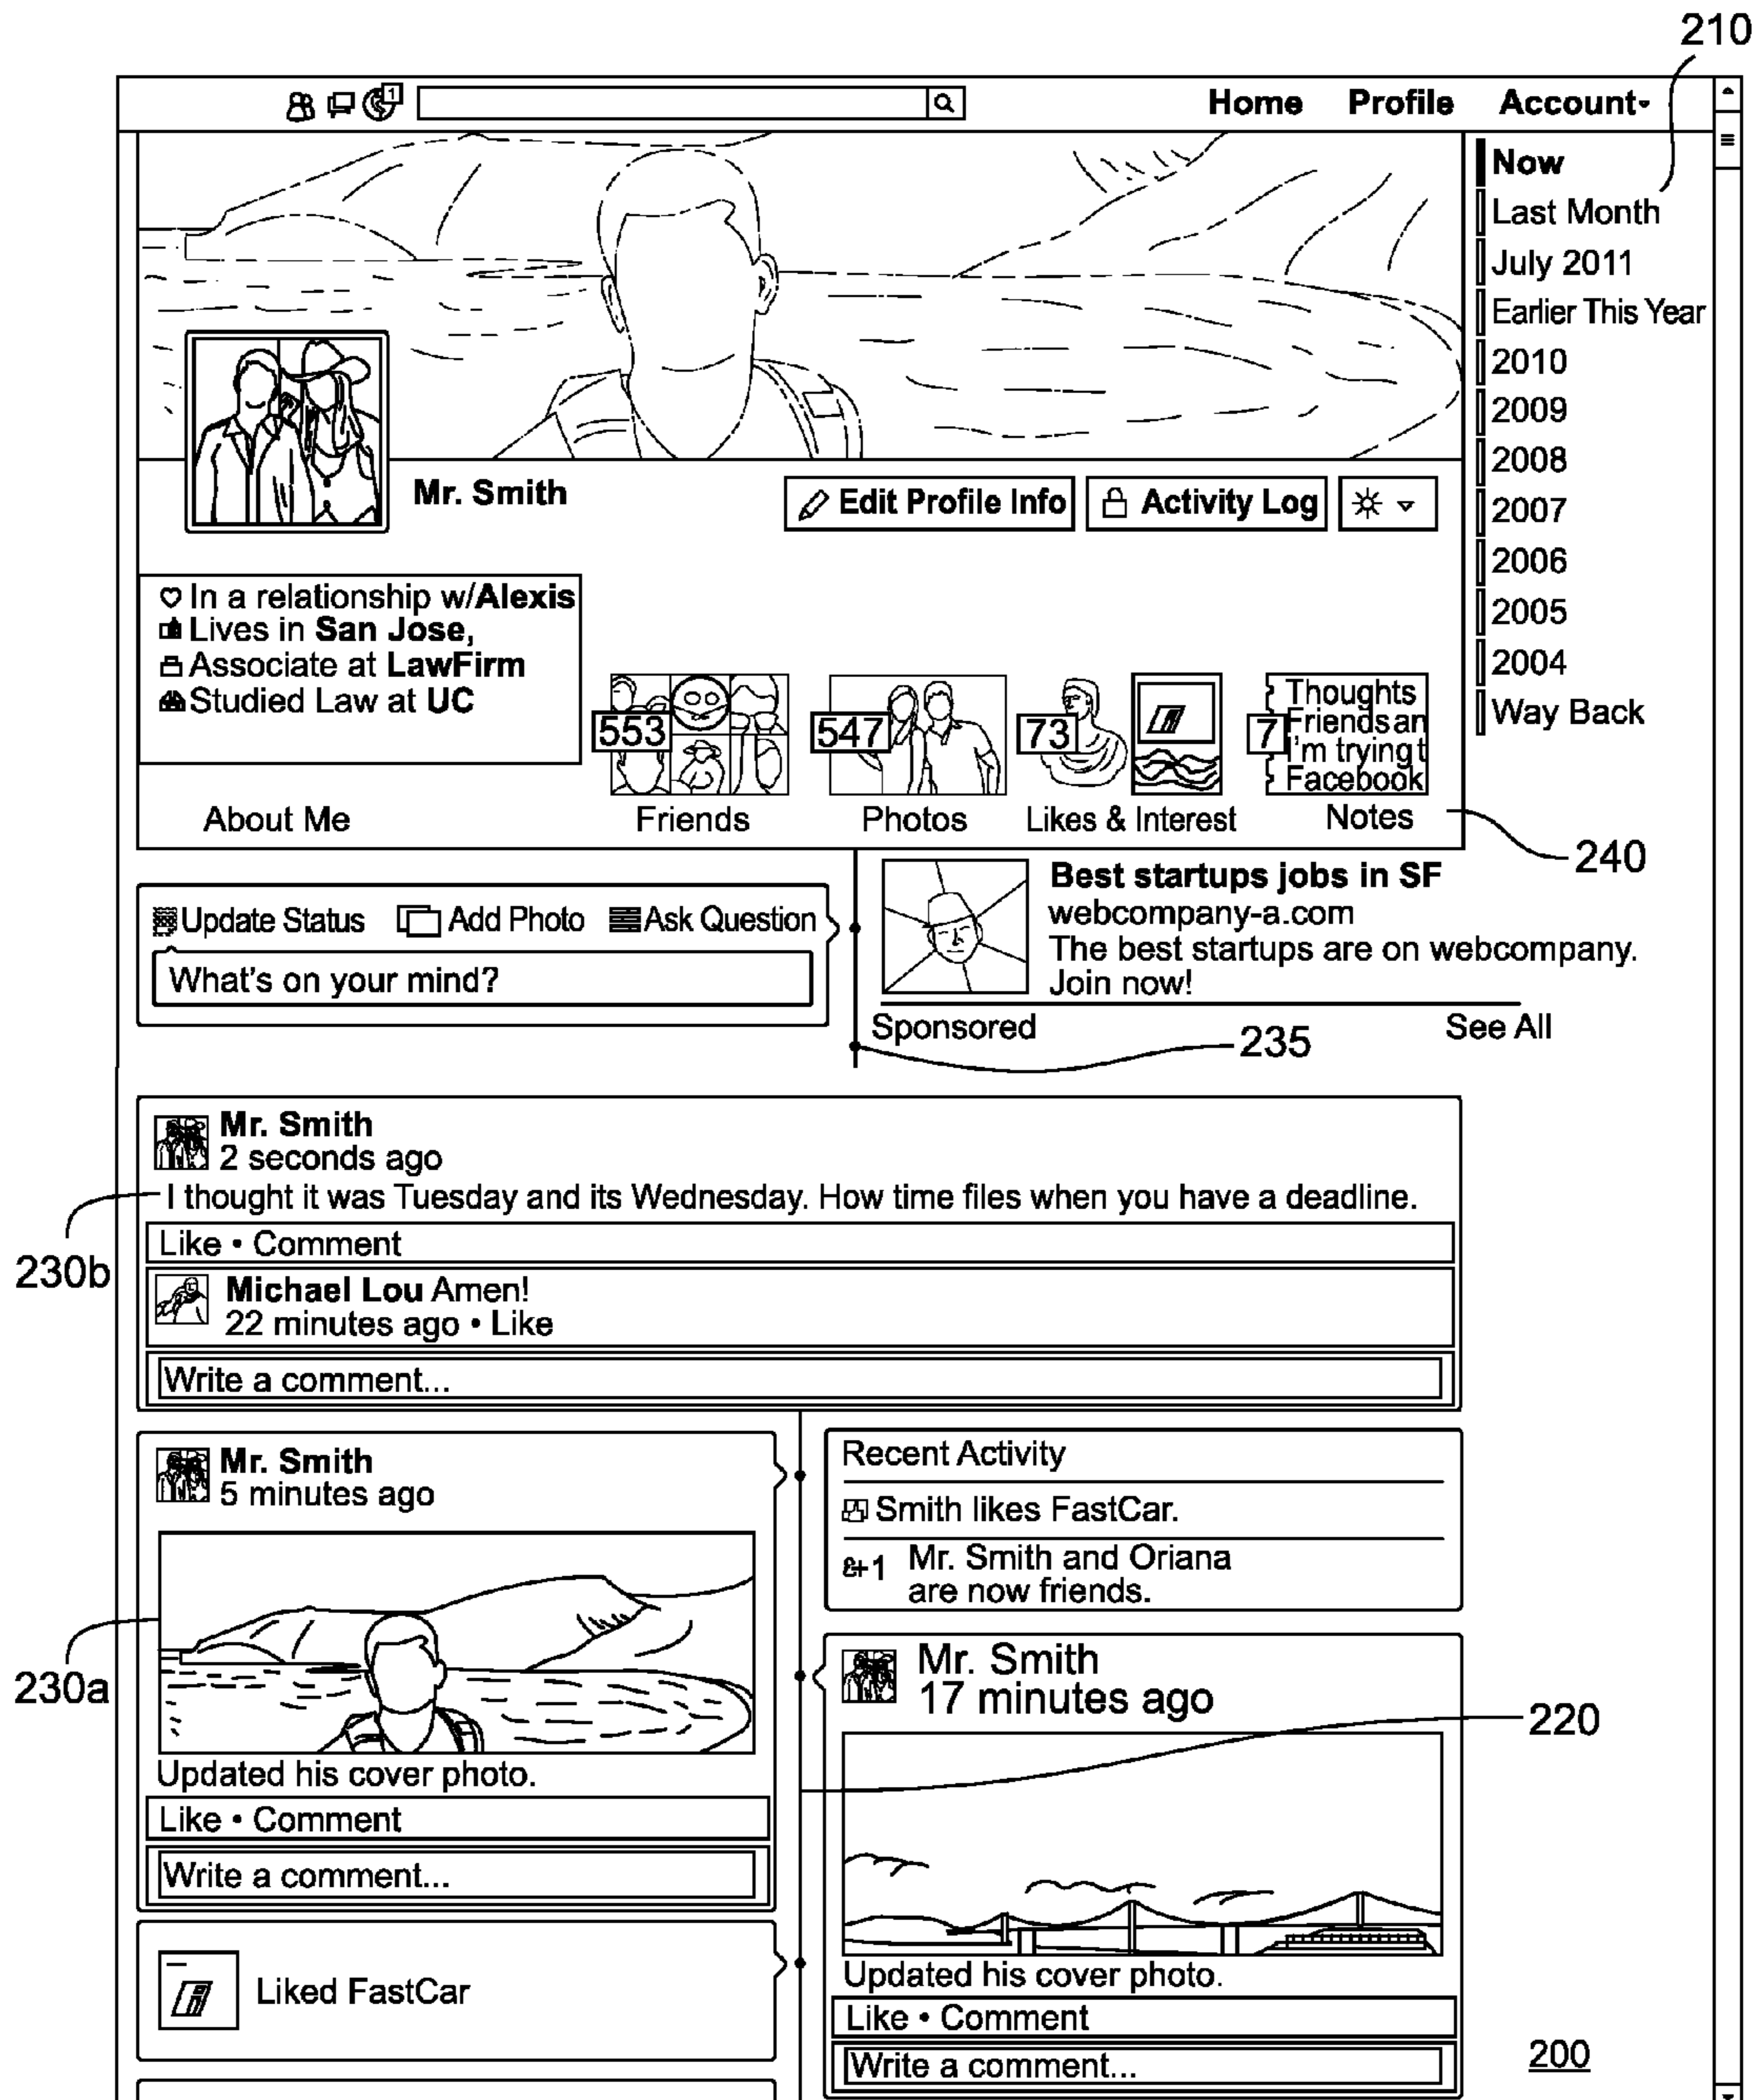 210
1
Home Profile Account
Now
Last Month
July 2011
Earlier This Year
2010
2009
2008
2007
2006
2005
2004
Way Back
Mr. Smith
Edit Profile Info
Activity Log
In a relationship w/Alexis
Lives in San Jose,
Associate at LawFirm
Studied Law at UC
553
547
73
7
Thoughts
Friends an
I'm trying t
Facebook
About Me
Friends
Photos
Likes & Interest
Notes
240
Update Status
Add Photo
Ask Question
What's on your mind?
Best startups jobs in SF
webcompany-a.com
The best startups are on webcompany.
Join now!
Sponsored
See All
235
Mr. Smith
2 seconds ago
I thought it was Tuesday and its Wednesday. How time files when you have a deadline.
230b
Like • Comment
Michael Lou Amen!
22 minutes ago • Like
Write a comment...
Mr. Smith
5 minutes ago
230a
Updated his cover photo.
Like • Comment
Write a comment...
Liked FastCar
Recent Activity
Smith likes FastCar.
&+1 Mr. Smith and Oriana
are now friends.
Mr. Smith
17 minutes ago
220
Updated his cover photo.
Like • Comment
Write a comment...
200